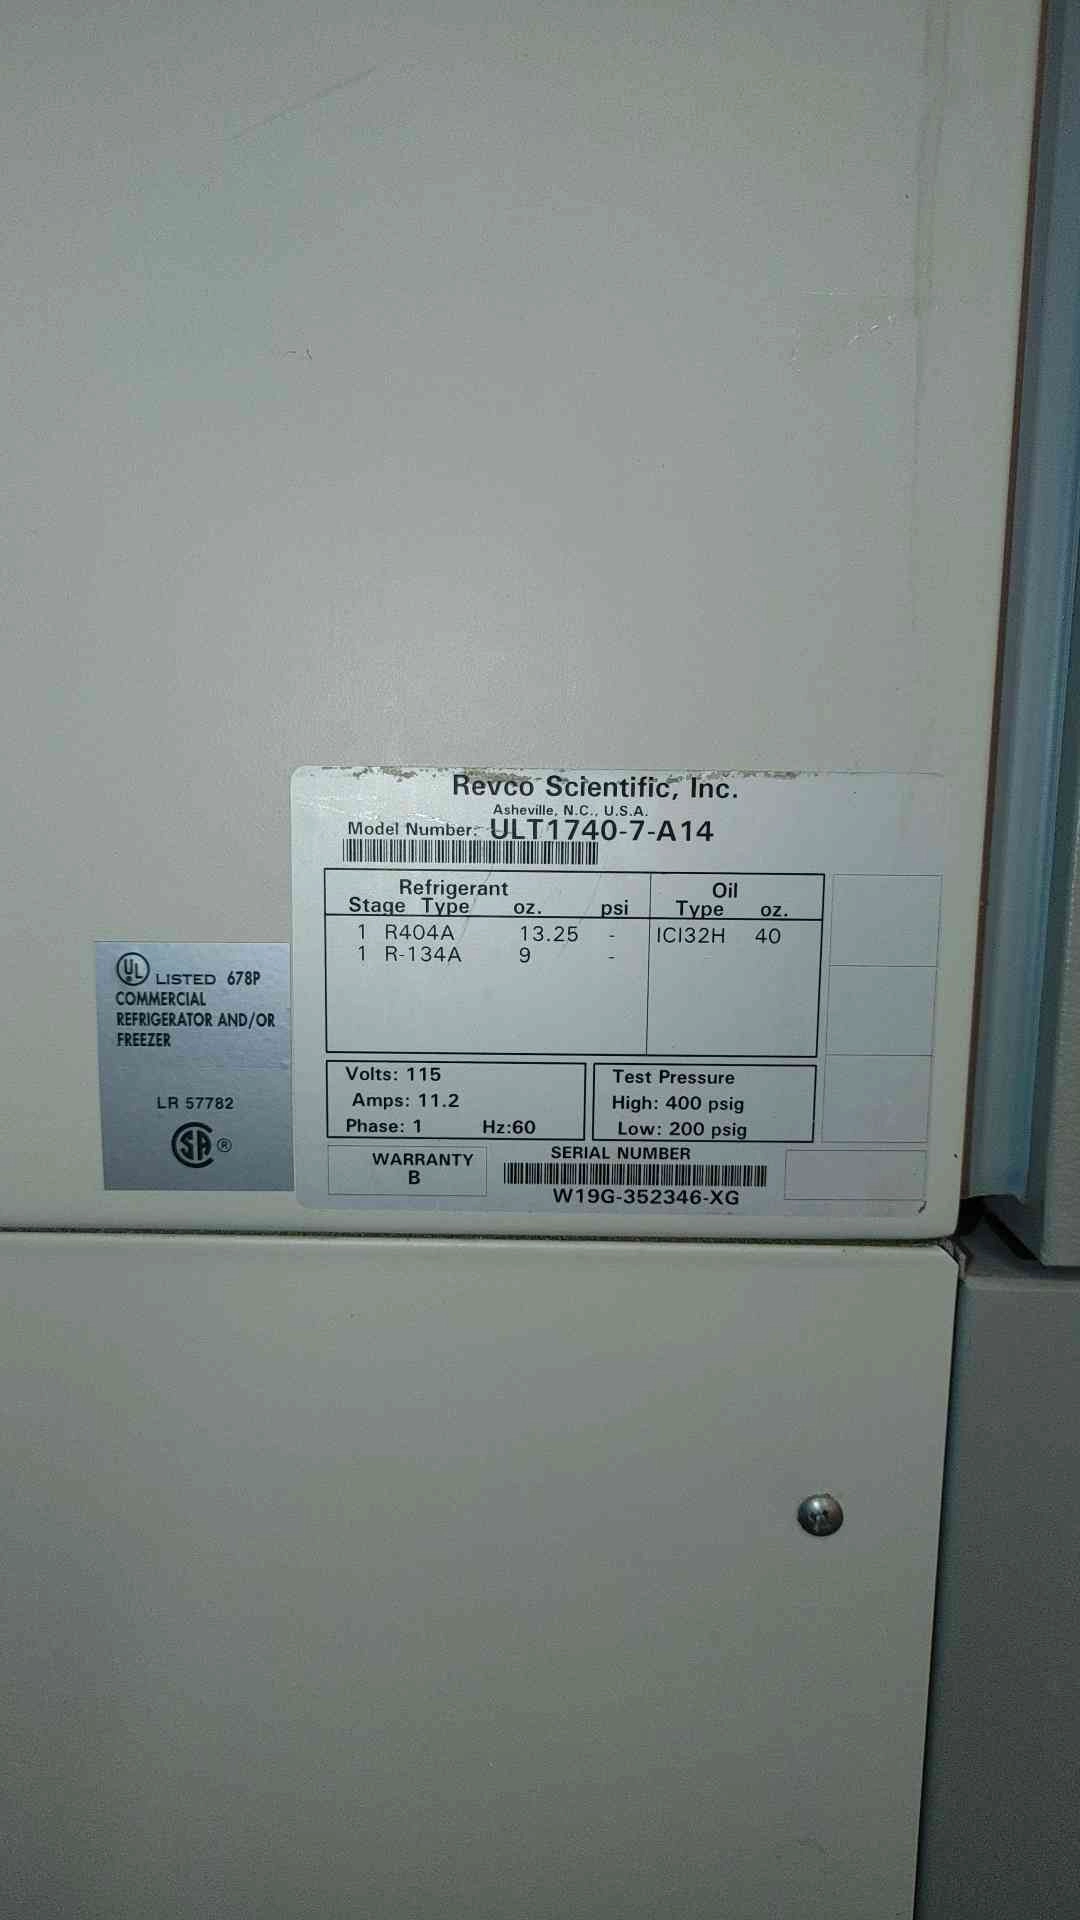 Revco Scientific, Inc.
Asheville, N.C., U.S.A.
Model Number: ULT1740-7-A14
Refrigerant
Stage Type oz. psi
1 R404A 13.25 -
1 R-134A 9 -
Oil
Type oz.
ICI32H 40
UL LISTED 678P
COMMERCIAL
REFRIGERATOR AND/OR
FREEZER
LR 57782
SA ®
Volts: 115
Amps: 11.2
Phase: 1 Hz:60
Test Pressure
High: 400 psig
Low: 200 psig
WARRANTY
B
SERIAL NUMBER
W19G-352346-XG